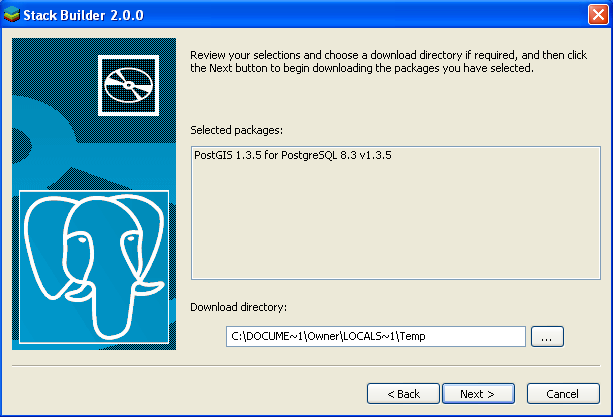 Stack Builder 2.0.0
Review your selections and choose a download directory if required, and then click
the Next button to begin downloading the packages you have selected.
Selected packages:
PostGIS 1.3.5 for PostgreSQL 8.3 v1.3.5
Download directory:
C:\DOCUME~1\Owner\LOCALS~1\Temp
...
< Back
Next >
Cancel